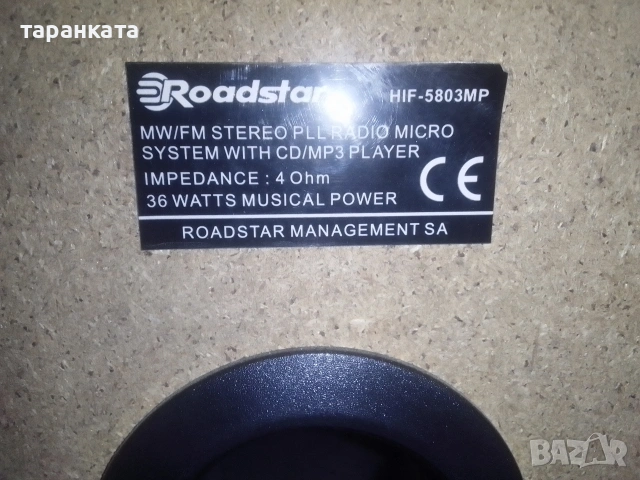 таранката
Roadstar
HIF-5803MP
MW/FM STEREO PLL RADIO MICRO
SYSTEM WITH CD/MP3 PLAYER
IMPEDANCE : 4 Ohm
36 WATTS MUSICAL POWER
CE
ROADSTAR MANAGEMENT SA
BAZAR